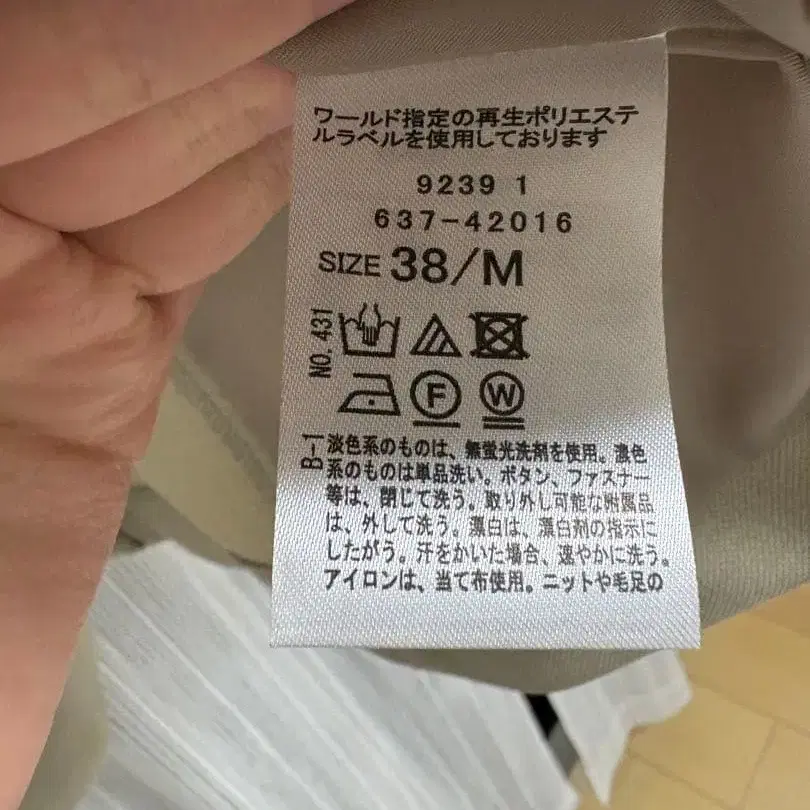 ワールド指定の再生ポリエステ
ルラベルを使用しております
9239 1
637-42016
SIZE 38/M
NO. 431
F W
B-1
淡色系のものは、無蛍光洗剤を使用。濃色
系のものは単品洗い。ボタン、ファスナー
等は、閉じて洗う。取り外し可能な附属品
は、外して洗う。漂白は、漂白剤の指示に
したがう。汗をかいた場合、速やかに洗う。
アイロンは、当て布使用。ニットや毛足の